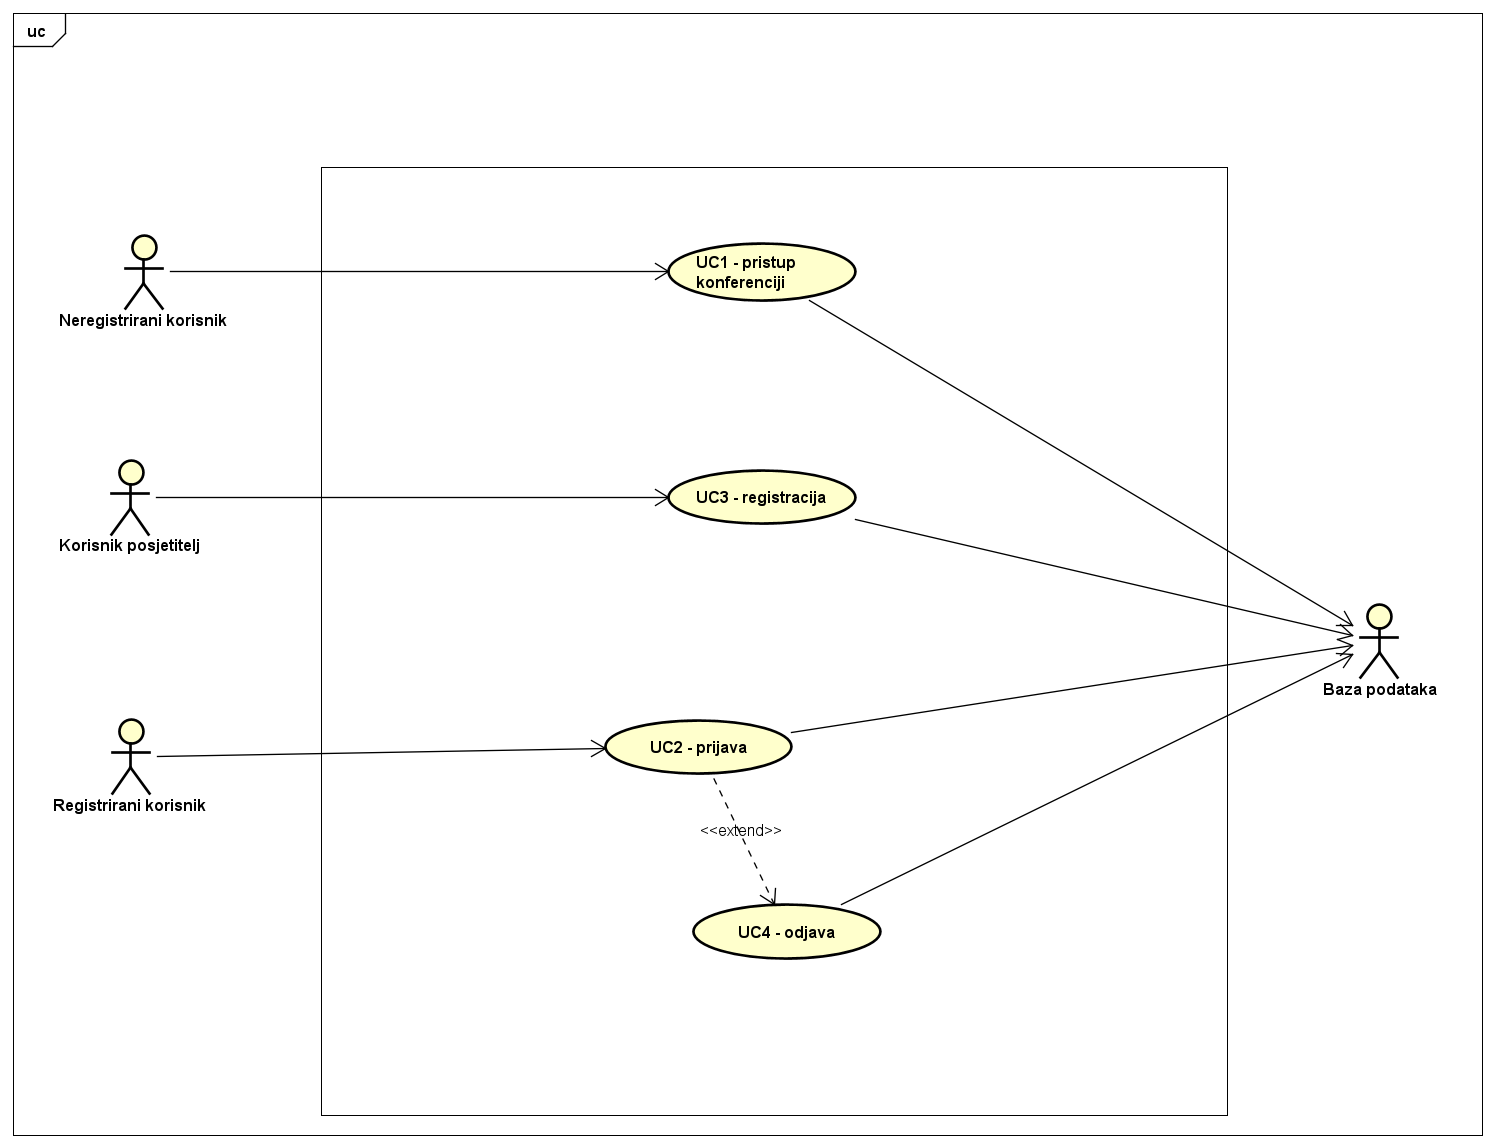 uc
UC1 - pristup
konferenciji
Neregistrirani korisnik
UC3 - registracija
Korisnik posjetitelj
Baza podataka
UC2 - prijava
Registrirani korisnik
<<extend>>
UC4 - odjava